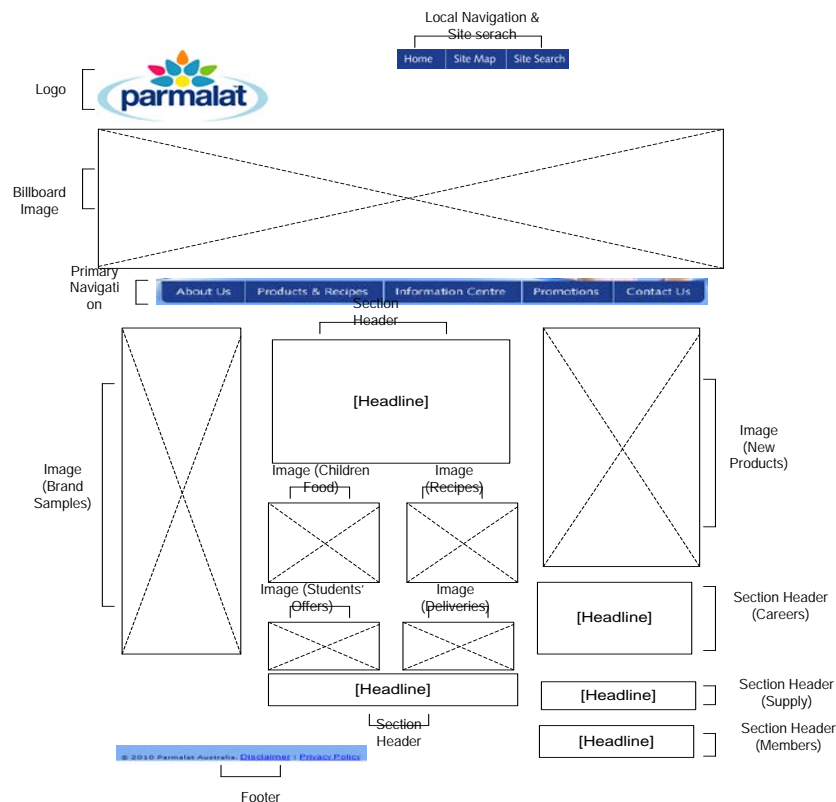 Local Navigation &
Site serach
Home Site Map Site Search
Logo
parmalat
Billboard
Image
Primary
Navigati
on
About Us Products & Recipes Information Centre Promotions Contact Us
Section
Header
[Headline]
Image
(Brand
Samples)
Image
(New
Products)
Image (Children
Food)
Image
(Recipes)
Image (Students'
Offers)
Image
(Deliveries)
[Headline]
Section Header
(Careers)
[Headline]
Section
Header
[Headline]
Section Header
(Supply)
[Headline]
Section Header
(Members)
© 2010 Parmalat Australia. Disclaimer | Privacy Policy
Footer